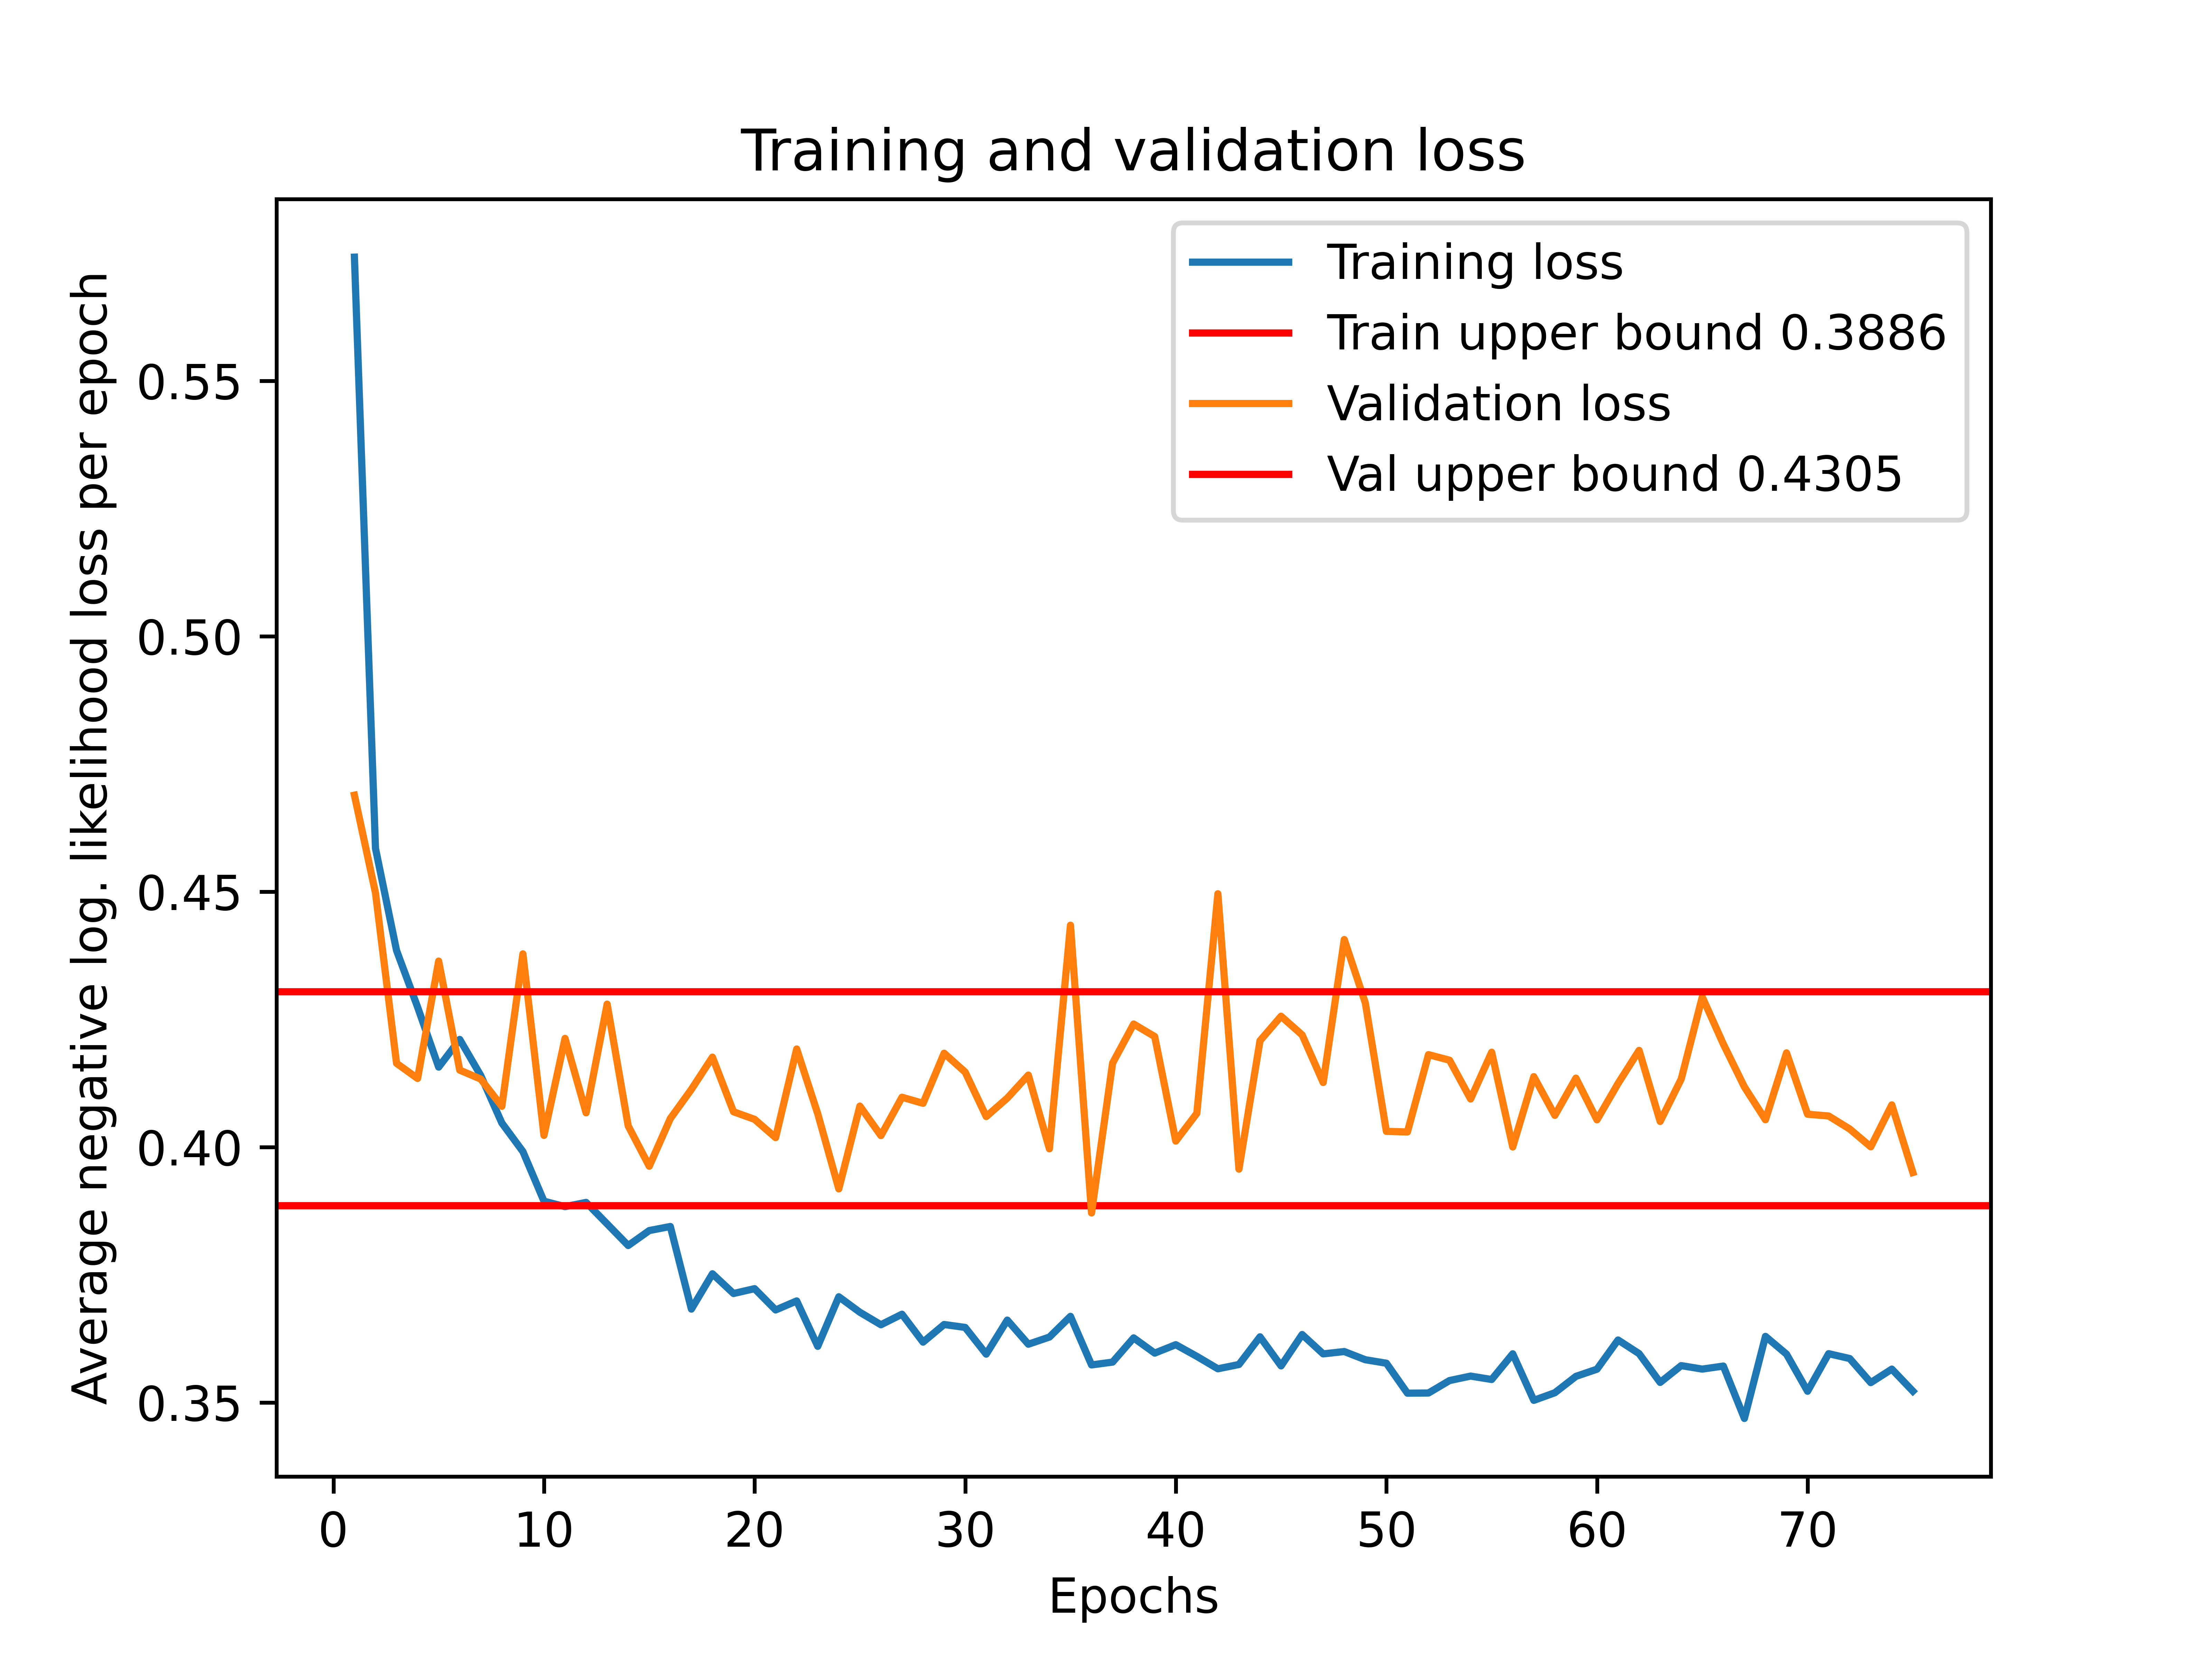 Training and validation loss
Training loss
Train upper bound 0.3886
Validation loss
Val upper bound 0.4305
Average negative log. likelihood loss per epoch
0.55
0.50
0.45
0.40
0.35
0 10 20 30 40 50 60 70
Epochs